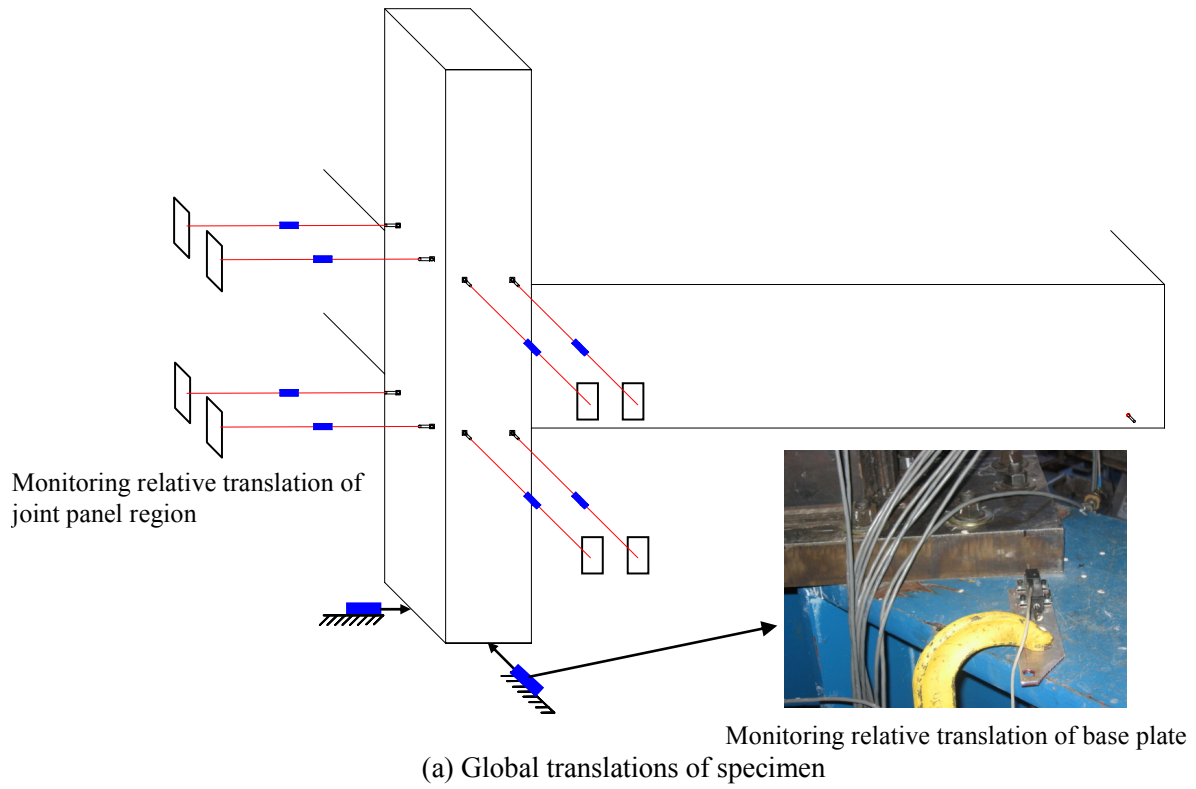 Monitoring relative translation of
joint panel region
Monitoring relative translation of base plate
(a) Global translations of specimen